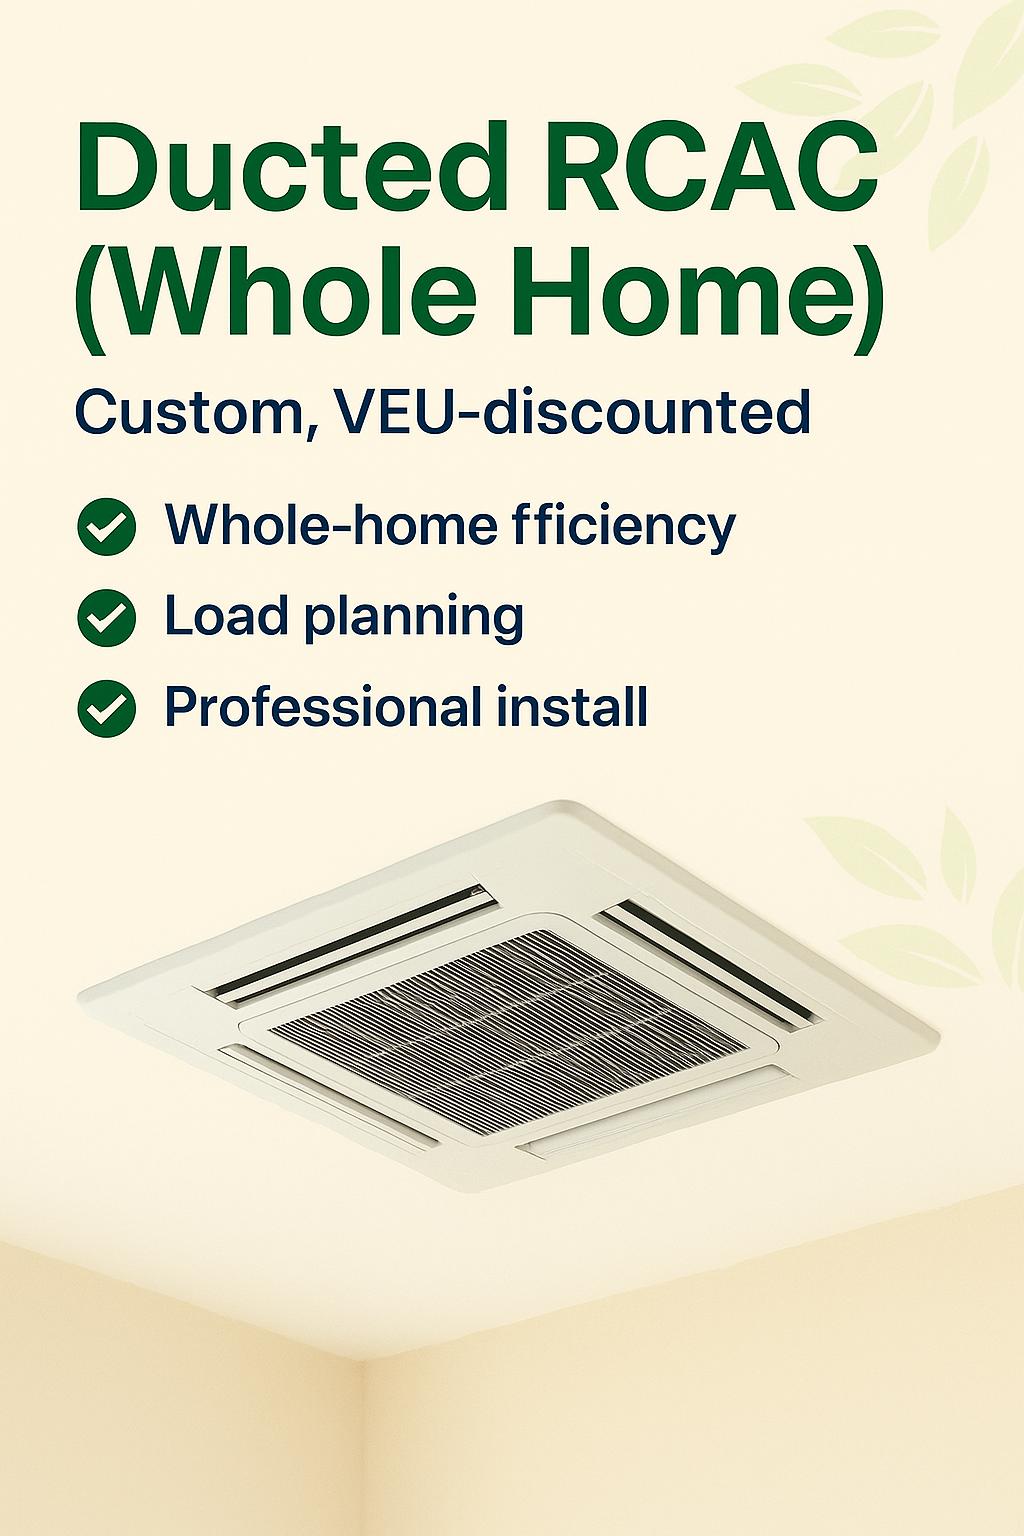 Ducted RCAC
(Whole Home)
Custom, VEU-discounted
Whole-home fficiency
Load planning
Professional install